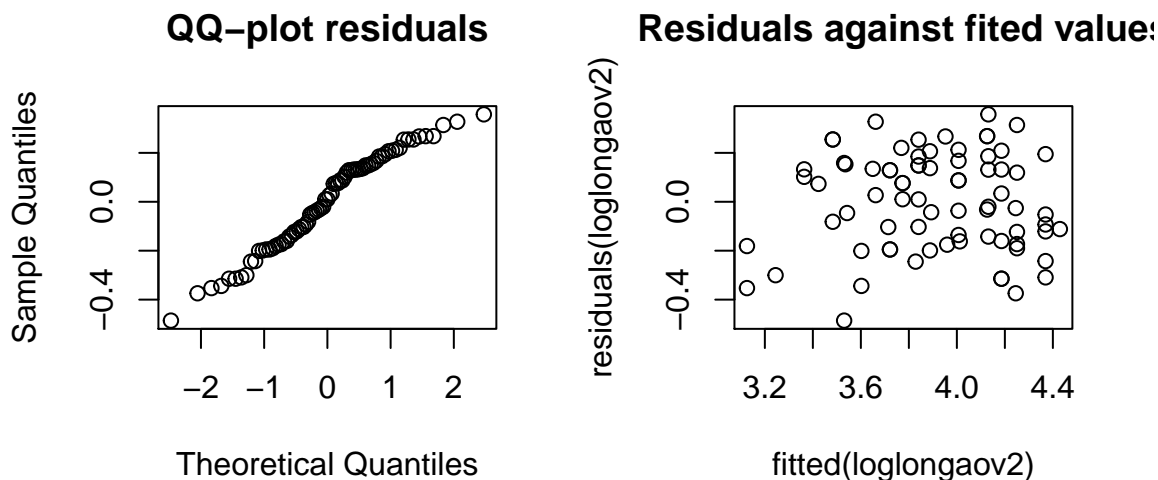 QQ−plot residuals
Sample Quantiles
0.0
−0.4
−2 −1 0 1 2
Theoretical Quantiles
Residuals against fited values
residuals(loglongaov2)
0.0
−0.4
3.2 3.6 4.0 4.4
fitted(loglongaov2)